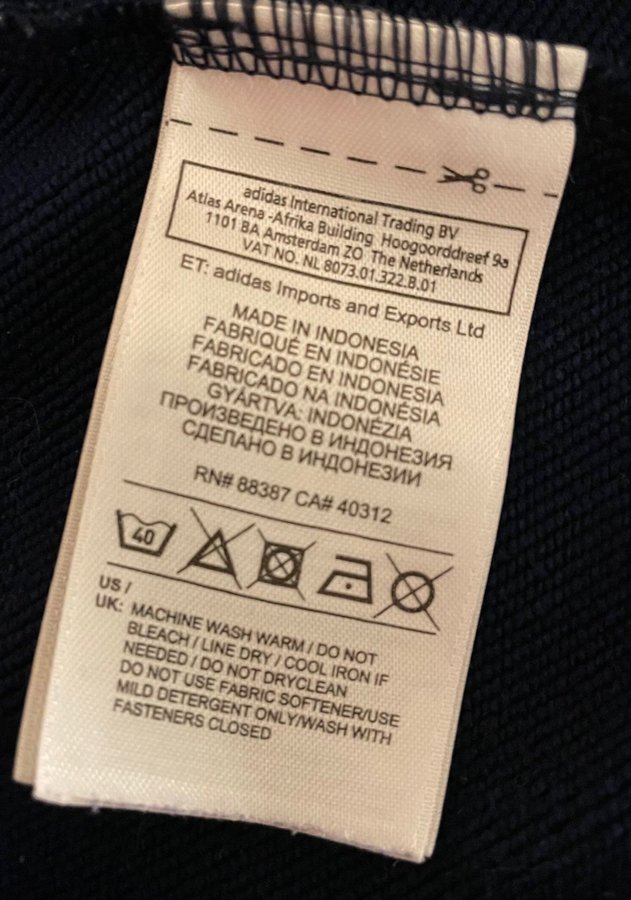 adidas International Trading BV
Atlas Arena -Afrika Building Hoogoorddreef 9a
1101 BA Amsterdam ZO The Netherlands
VAT NO. NL 8073.01.322.B.01
ET: adidas Imports and Exports Ltd
MADE IN INDONESIA
FABRIQUÉ EN INDONÉSIE
FABRICADO EN INDONESIA
FABRICADO NA INDONÉSIA
GYÁRTVA: INDONÉZIA
ПРОИЗВЕДЕНО В ИНДОНЕЗИЯ
СДЕЛАНО В ИНДОНЕЗИИ
RN# 88387 CA# 40312
40
US /
UK: MACHINE WASH WARM / DO NOT
BLEACH / LINE DRY / COOL IRON IF
NEEDED / DO NOT DRYCLEAN
DO NOT USE FABRIC SOFTENER/USE
MILD DETERGENT ONLY/WASH WITH
FASTENERS CLOSED